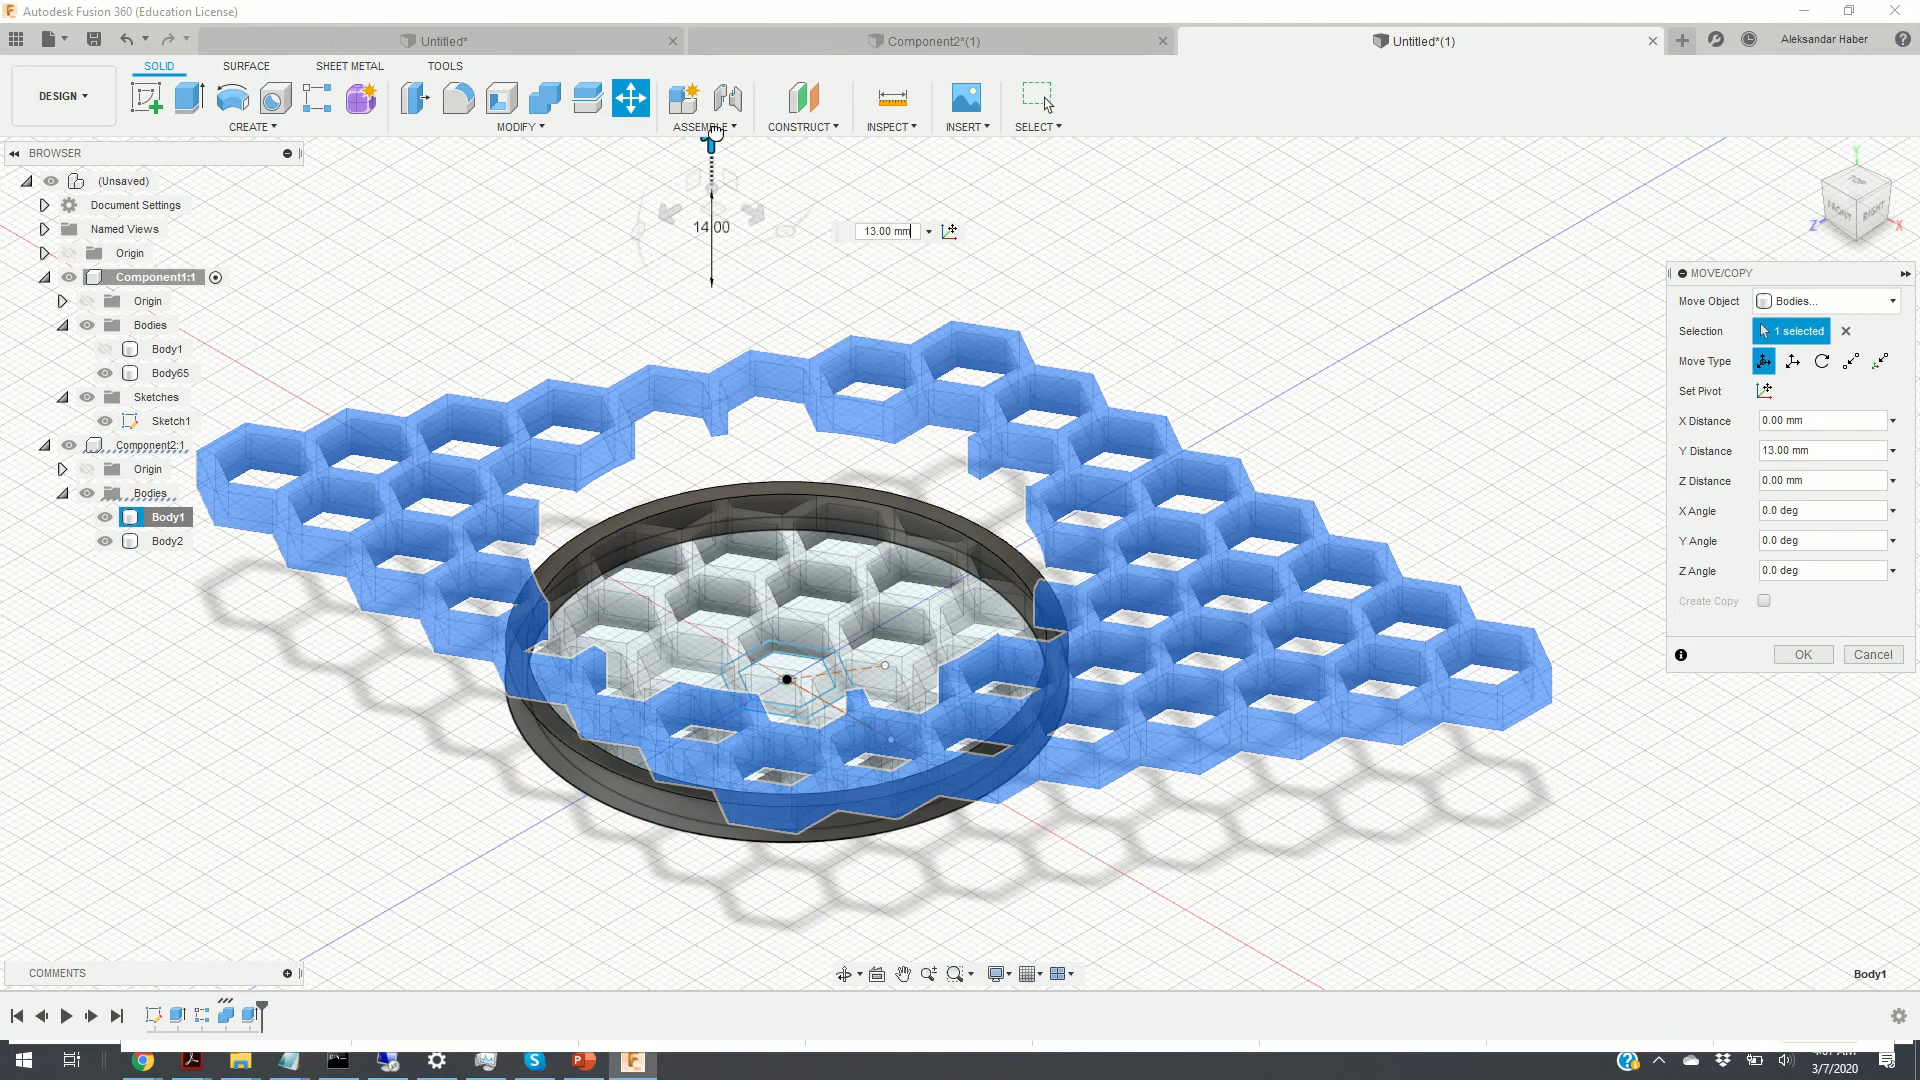 Autodesk Fusion 360 (Education License)
Untitled*
Component2*(1)
Untitled*(1)
Aleksandar Haber
DESIGN
SOLID
SURFACE
SHEET METAL
TOOLS
CREATE
MODIFY
ASSEMBLE
CONSTRUCT
INSPECT
INSERT
SELECT
BROWSER
(Unsaved)
Document Settings
Named Views
Origin
Component1:1
Origin
Bodies
Body1
Body65
Sketches
Sketch1
Component2:1
Origin
Bodies
Body1
Body2
14.00
13.00 mm
TOP
FRONT
RIGHT
Y
Z
X
MOVE/COPY
Move Object
Bodies...
Selection
1 selected
Move Type
Set Pivot
X Distance
0.00 mm
Y Distance
13.00 mm
Z Distance
0.00 mm
X Angle
0.0 deg
Y Angle
0.0 deg
Z Angle
0.0 deg
Create Copy
OK
Cancel
COMMENTS
Body1
3/7/2020